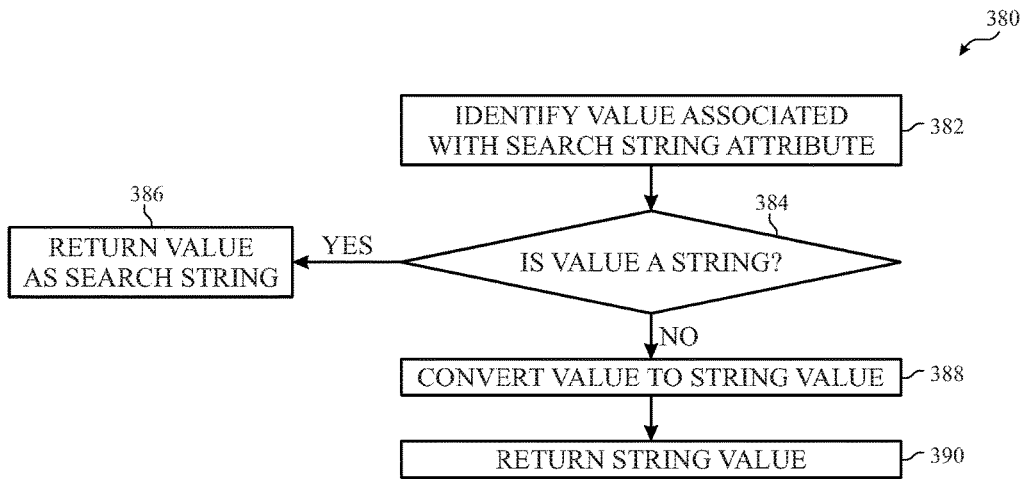 380
IDENTIFY VALUE ASSOCIATED
WITH SEARCH STRING ATTRIBUTE
382
384
IS VALUE A STRING?
386
YES
RETURN VALUE
AS SEARCH STRING
NO
CONVERT VALUE TO STRING VALUE
388
RETURN STRING VALUE
390